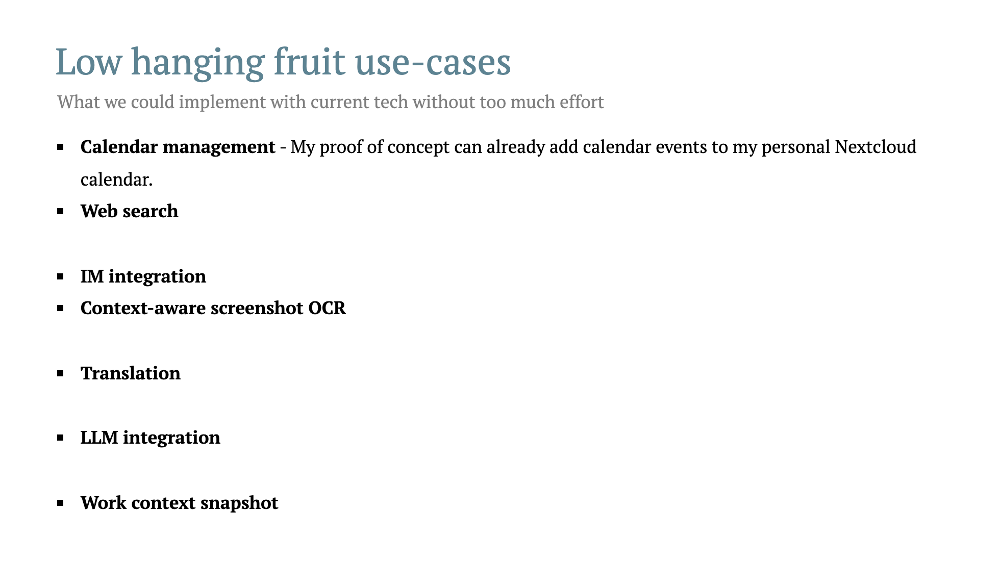 Low hanging fruit use-cases
What we could implement with current tech without too much effort
▪ Calendar management - My proof of concept can already add calendar events to my personal Nextcloud
calendar.
▪ Web search
▪ IM integration
▪ Context-aware screenshot OCR
▪ Translation
▪ LLM integration
▪ Work context snapshot